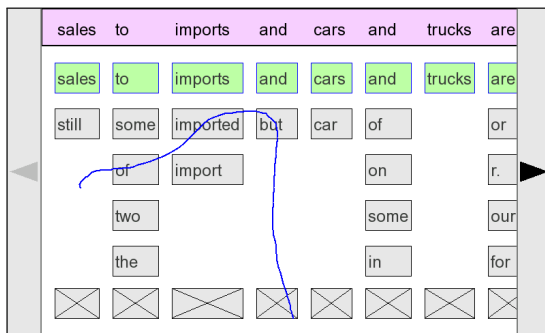 sales to imports and cars and trucks are
sales to imports and cars and trucks are
still some imported but car of or
of import on r.
two some our
the in for